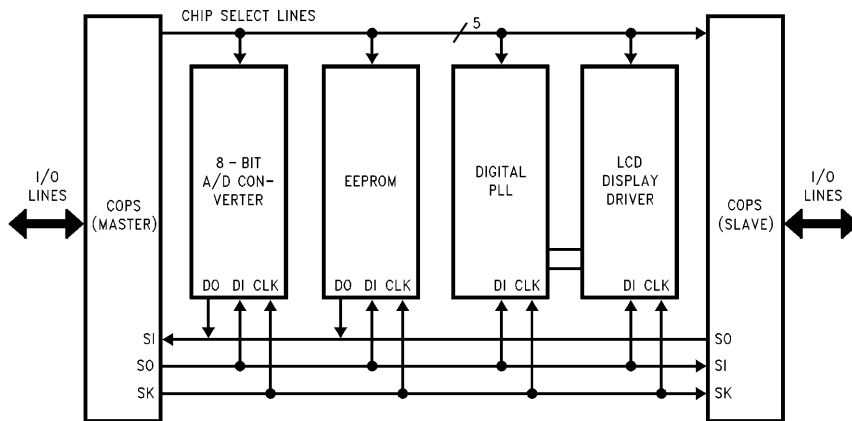 CHIP SELECT LINES
5
I/O
LINES
COPS
(MASTER)
8 - BIT
A/D CON-
VERTER
DO DI CLK
EEPROM
DO DI CLK
DIGITAL
PLL
DI CLK
LCD
DISPLAY
DRIVER
DI CLK
COPS
(SLAVE)
I/O
LINES
SI
SO
SO
SI
SK
SK